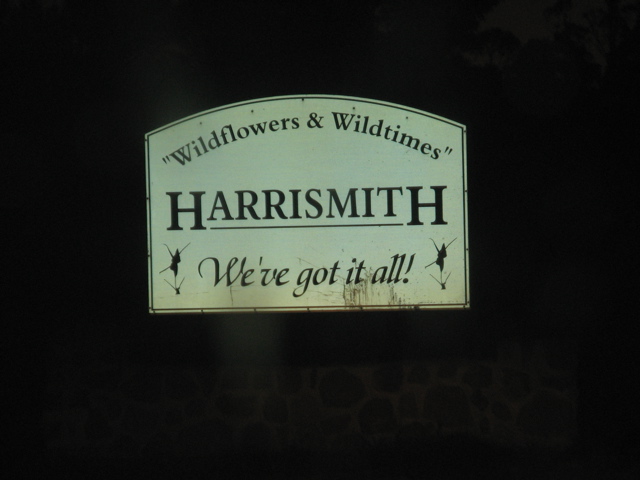 "Wildflowers & Wildtimes"
HARRISMITH
We've got it all!